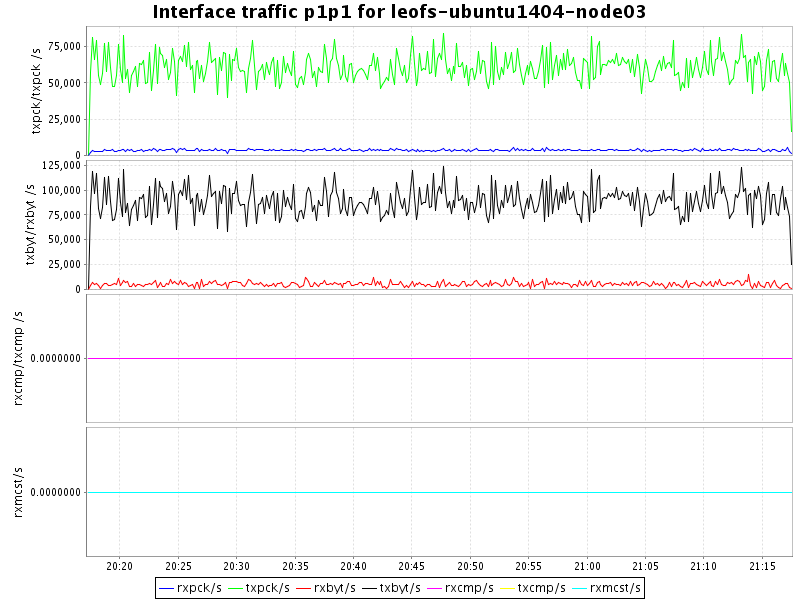 Interface traffic p1p1 for leofs-ubuntu1404-node03
txpck/txpck /s
75,000
50,000
25,000
0
txbyt/rxbyt /s
125,000
100,000
75,000
50,000
25,000
0
rxcmp/txcmp /s
0.0000000
rxmcst/s
0.0000000
20:20 20:25 20:30 20:35 20:40 20:45 20:50 20:55 21:00 21:05 21:10 21:15
rxpck/s txpck/s rxbyt/s txbyt/s rxcmp/s txcmp/s rxmcst/s